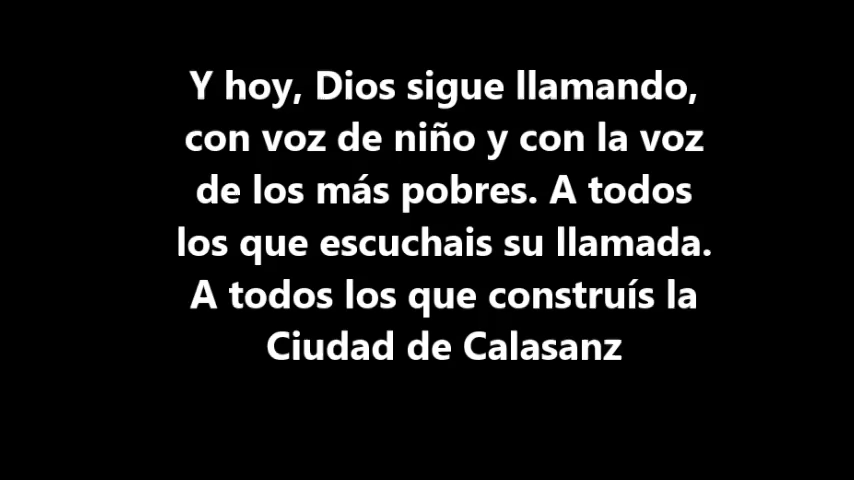 Y hoy, Dios sigue llamando,
con voz de niño y con la voz
de los más pobres. A todos
los que escuchais su llamada.
A todos los que construís la
Ciudad de Calasanz